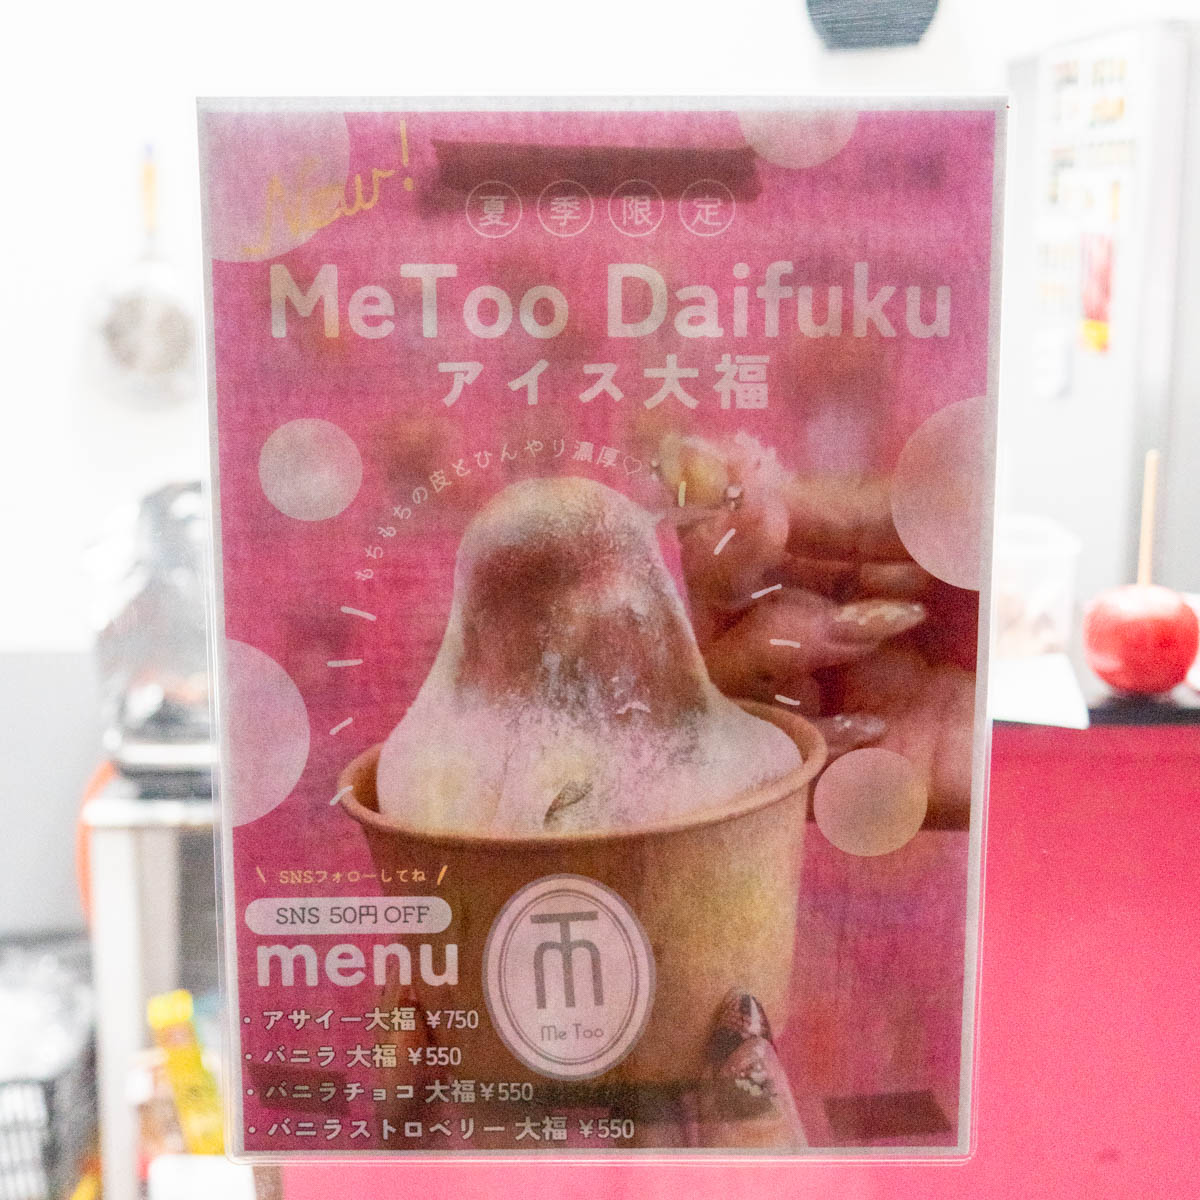 New!
夏季限定
MeToo Daifuku
アイス大福
もちもちの皮とひんやり濃厚♡
\ SNSフォローしてね /
SNS 50円 OFF
menu
・アサイー大福 ¥750
・バニラ 大福 ¥550
・バニラチョコ 大福¥550
・バニラストロベリー 大福 ¥550
Me Too